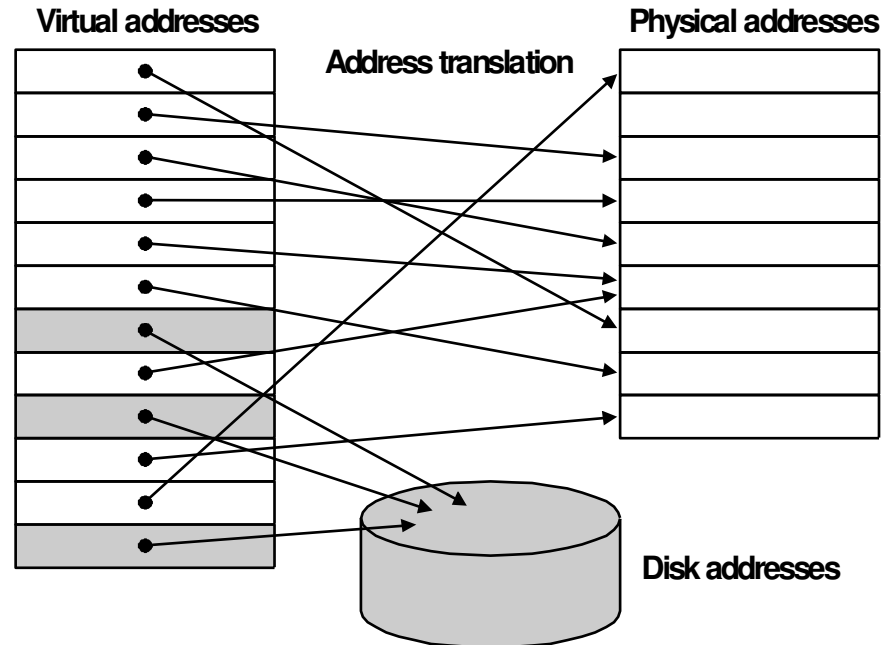 Virtual addresses
Physical addresses
Address translation
Disk addresses